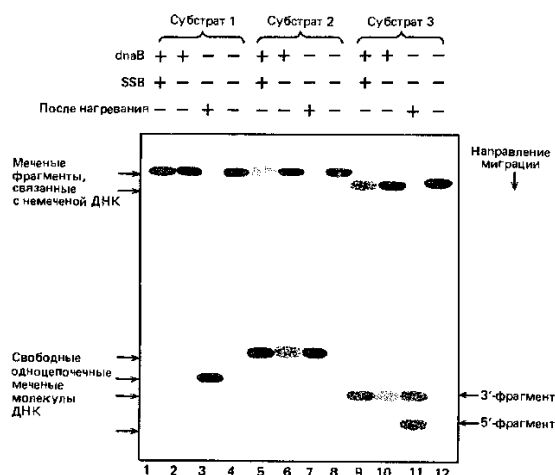 Субстрат 1 Субстрат 2 Субстрат 3
dnaB + + – – + + – – + + – –
SSB + – – – + – – – + – – –
После нагревания – – + – – – + – – – + –
Меченые
фрагменты,
связанные
с немеченой ДНК
Направление
миграции
Свободные
одноцепочечные
меченые
молекулы
ДНК
3'-фрагмент
5'-фрагмент
1 2 3 4 5 6 7 8 9 10 11 12